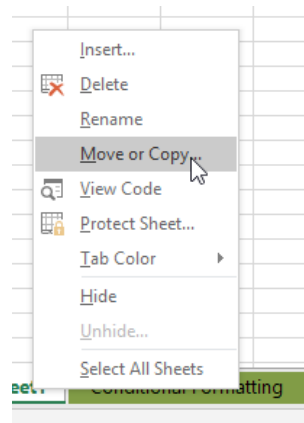 Insert...
Delete
Rename
Move or Copy...
View Code
Protect Sheet...
Tab Color
Hide
Unhide...
Select All Sheets
Conditional Formatting